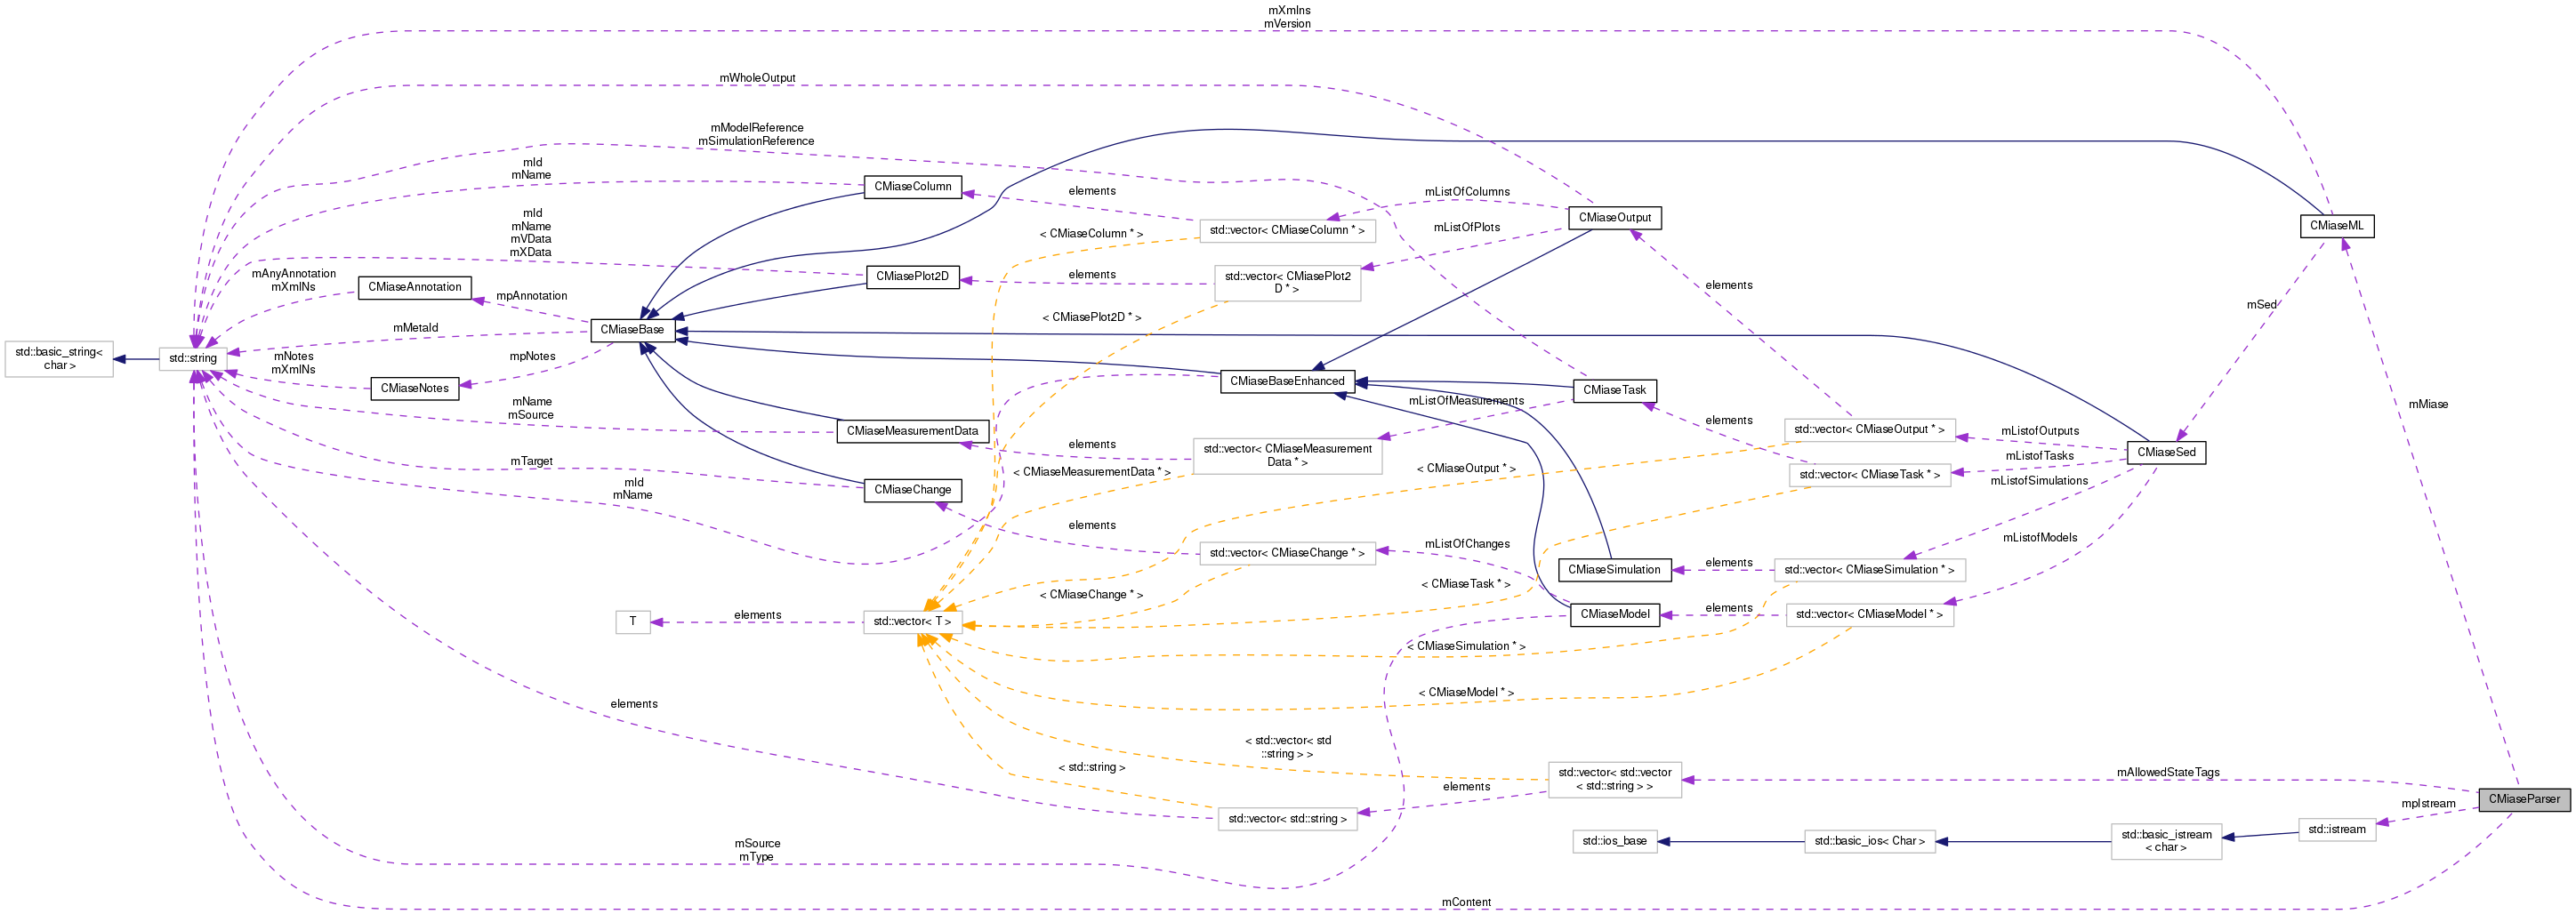 mXmlns
mVersion
mWholeOutput
mModelReference
mSimulationReference
mId
mName
CMiaseColumn
elements
mListOfColumns
CMiaseOutput
CMiaseML
std::vector< CMiaseColumn * >
< CMiaseColumn * >
mListOfPlots
mId
mName
mVData
mXData
mAnyAnnotation
mXmlNs
CMiaseAnnotation
mpAnnotation
CMiasePlot2D
elements
std::vector< CMiasePlot2
D * >
elements
mSed
< CMiasePlot2D * >
CMiaseBase
mMetaId
std::basic_string<
char >
std::string
mNotes
mXmlNs
mpNotes
CMiaseNotes
CMiaseBaseEnhanced
CMiaseTask
mListOfMeasurements
mMiase
mName
mSource
CMiaseMeasurementData
elements
std::vector< CMiaseMeasurement
Data * >
elements
std::vector< CMiaseOutput * >
mListofOutputs
CMiaseSed
mListofTasks
mTarget
< CMiaseMeasurementData * >
< CMiaseOutput * >
std::vector< CMiaseTask * >
mListofSimulations
mId
mName
CMiaseChange
elements
std::vector< CMiaseChange * >
mListOfChanges
mListofModels
CMiaseSimulation
elements
std::vector< CMiaseSimulation * >
< CMiaseChange * >
< CMiaseTask * >
T
elements
std::vector< T >
CMiaseModel
elements
std::vector< CMiaseModel * >
< CMiaseSimulation * >
< CMiaseModel * >
elements
< std::vector< std
::string > >
< std::string >
std::vector< std::vector
< std::string > >
mAllowedStateTags
elements
std::vector< std::string >
CMiaseParser
mpIstream
std::ios_base
std::basic_ios< Char >
std::basic_istream
< char >
std::istream
mSource
mType
mContent